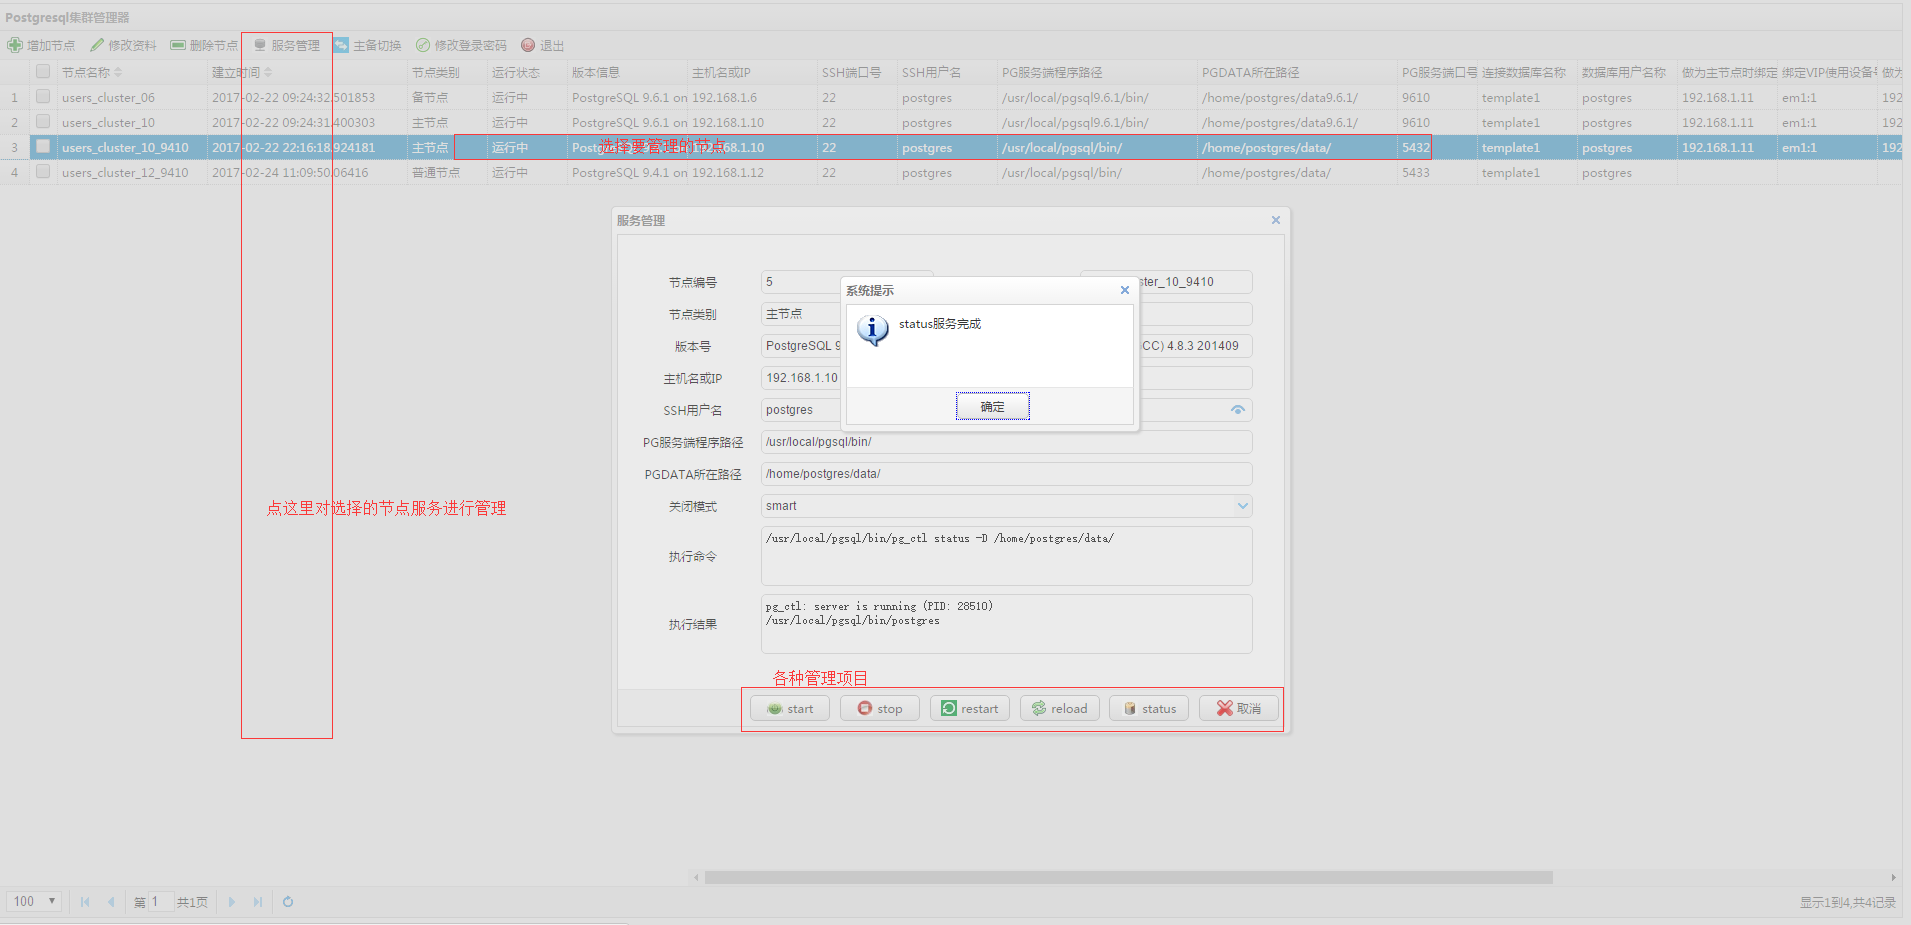 Postgresql集群管理器
增加节点 修改资料 删除节点 服务管理 主备切换 修改登录密码 退出
节点名称 建立时间 节点类别 运行状态 版本信息 主机名或IP SSH端口号 SSH用户名 PG服务端程序路径 PGDATA所在路径 PG服务端口号 连接数据库名称 数据库用户名称 做为主节点时绑定 绑定VIP使用设备号 做为
1 users_cluster_06 2017-02-22 09:24:32.501853 备节点 运行中 PostgreSQL 9.6.1 on 192.168.1.6 22 postgres /usr/local/pgsql9.6.1/bin/ /home/postgres/data9.6.1/ 9610 template1 postgres 192.168.1.11 em1:1 192
2 users_cluster_10 2017-02-22 09:24:31.400303 主节点 运行中 PostgreSQL 9.6.1 on 192.168.1.10 22 postgres /usr/local/pgsql9.6.1/bin/ /home/postgres/data9.6.1/ 9610 template1 postgres 192.168.1.11 em1:1 192
3 users_cluster_10_9410 2017-02-22 22:16:18.924181 主节点 运行中 选择要管理的节点 22 postgres /usr/local/pgsql/bin/ /home/postgres/data/ 5432 template1 postgres 192.168.1.11 em1:1 192
4 users_cluster_12_9410 2017-02-24 11:09:50.06416 普通节点 运行中 PostgreSQL 9.4.1 on 192.168.1.12 22 postgres /usr/local/pgsql/bin/ /home/postgres/data/ 5433 template1 postgres
服务管理
节点编号 5 ster_10_9410
系统提示
status服务完成
确定
节点类别 主节点
版本号 PostgreSQL 9 CC) 4.8.3 201409
主机名或IP 192.168.1.10
SSH用户名 postgres
PG服务端程序路径 /usr/local/pgsql/bin/
PGDATA所在路径 /home/postgres/data/
关闭模式 smart
点这里对选择的节点服务进行管理
执行命令 /usr/local/pgsql/bin/pg_ctl status -D /home/postgres/data/
执行结果 pg_ctl: server is running (PID: 28510)
/usr/local/pgsql/bin/postgres
各种管理项目
start stop restart reload status 取消
100 第 1 共1页 显示1到4,共4记录